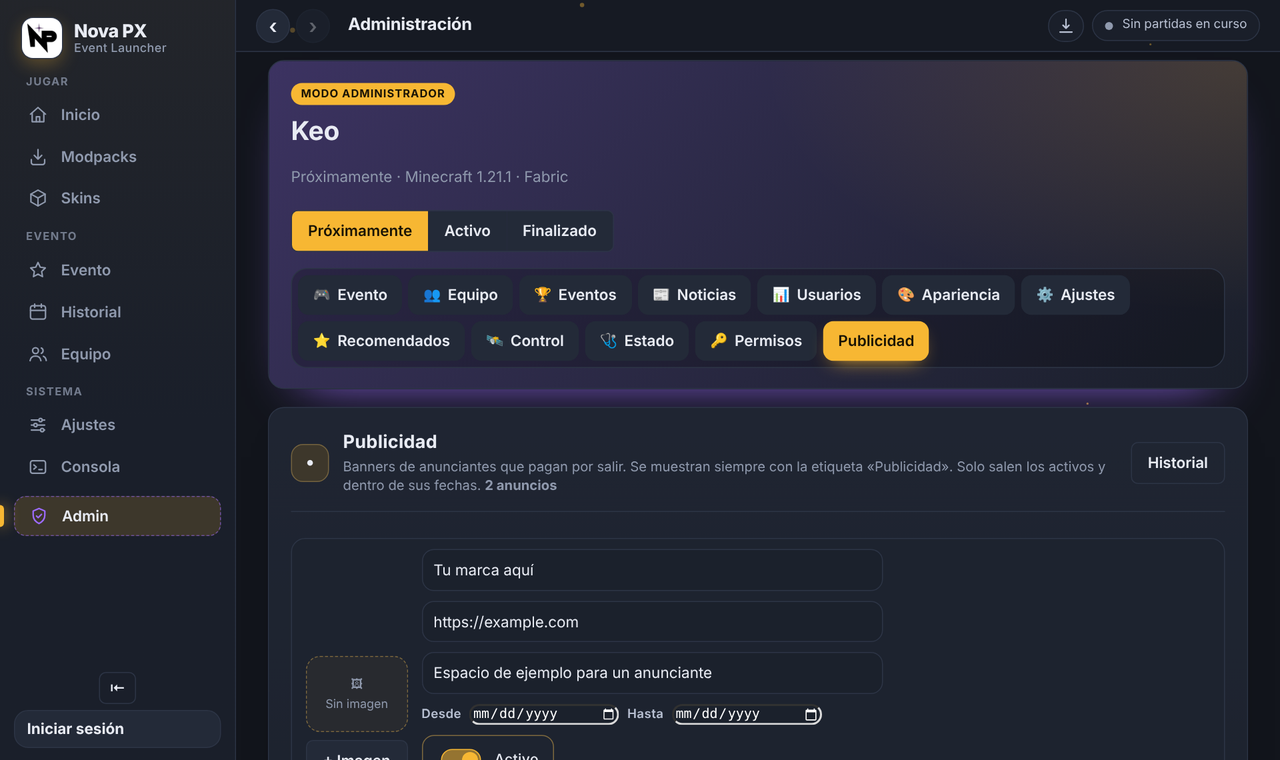 Nova PX
Event Launcher
JUGAR
Inicio
Modpacks
Skins
EVENTO
Evento
Historial
Equipo
SISTEMA
Ajustes
Consola
Admin
Iniciar sesión
Administración
Sin partidas en curso
MODO ADMINISTRADOR
Keo
Próximamente · Minecraft 1.21.1 · Fabric
Próximamente Activo Finalizado
Evento Equipo Eventos Noticias Usuarios Apariencia Ajustes
Recomendados Control Estado Permisos Publicidad
Publicidad
Banners de anunciantes que pagan por salir. Se muestran siempre con la etiqueta «Publicidad». Solo salen los activos y
dentro de sus fechas. 2 anuncios
Historial
Tu marca aquí
https://example.com
Espacio de ejemplo para un anunciante
Sin imagen
Desde mm/dd/yyyy Hasta mm/dd/yyyy
+ Imagen
Activo